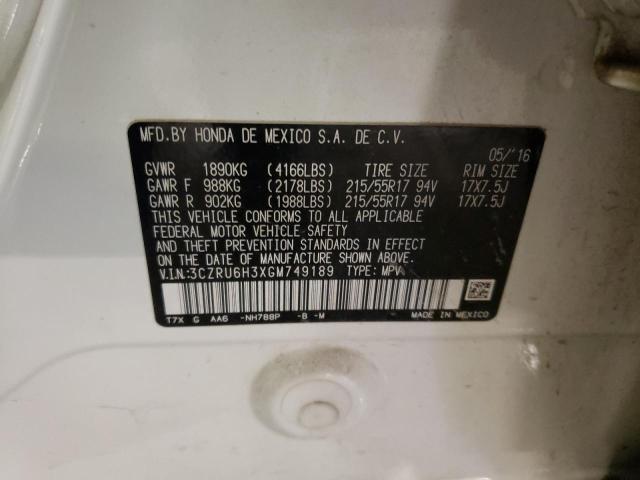 MFD.BY HONDA DE MEXICO S.A. DE C.V.
05/'16
GVWR 1890KG (4166LBS) TIRE SIZE RIM SIZE
GAWR F 988KG (2178LBS) 215/55R17 94V 17X7.5J
GAWR R 902KG (1988LBS) 215/55R17 94V 17X7.5J
THIS VEHICLE CONFORMS TO ALL APPLICABLE
FEDERAL MOTOR VEHICLE SAFETY
AND THEFT PREVENTION STANDARDS IN EFFECT
ON THE DATE OF MANUFACTURE SHOWN ABOVE.
V.I.N:3CZRU6H3XGM749189 TYPE: MPV
T7X G AA6 -NH788P -B -M MADE IN MEXICO